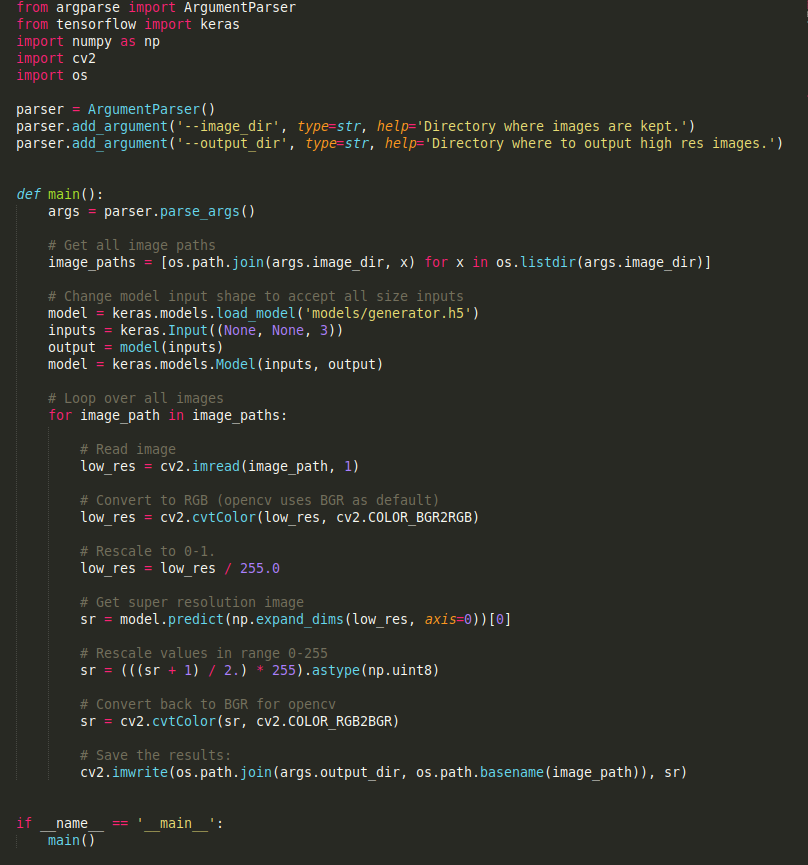 from argparse import ArgumentParser
from tensorflow import keras
import numpy as np
import cv2
import os

parser = ArgumentParser()
parser.add_argument('--image_dir', type=str, help='Directory where images are kept.')
parser.add_argument('--output_dir', type=str, help='Directory where to output high res images.')


def main():
    args = parser.parse_args()

    # Get all image paths
    image_paths = [os.path.join(args.image_dir, x) for x in os.listdir(args.image_dir)]

    # Change model input shape to accept all size inputs
    model = keras.models.load_model('models/generator.h5')
    inputs = keras.Input((None, None, 3))
    output = model(inputs)
    model = keras.models.Model(inputs, output)

    # Loop over all images
    for image_path in image_paths:

        # Read image
        low_res = cv2.imread(image_path, 1)

        # Convert to RGB (opencv uses BGR as default)
        low_res = cv2.cvtColor(low_res, cv2.COLOR_BGR2RGB)

        # Rescale to 0-1.
        low_res = low_res / 255.0

        # Get super resolution image
        sr = model.predict(np.expand_dims(low_res, axis=0))[0]

        # Rescale values in range 0-255
        sr = (((sr + 1) / 2.) * 255).astype(np.uint8)

        # Convert back to BGR for opencv
        sr = cv2.cvtColor(sr, cv2.COLOR_RGB2BGR)

        # Save the results:
        cv2.imwrite(os.path.join(args.output_dir, os.path.basename(image_path)), sr)


if __name__ == '__main__':
    main()